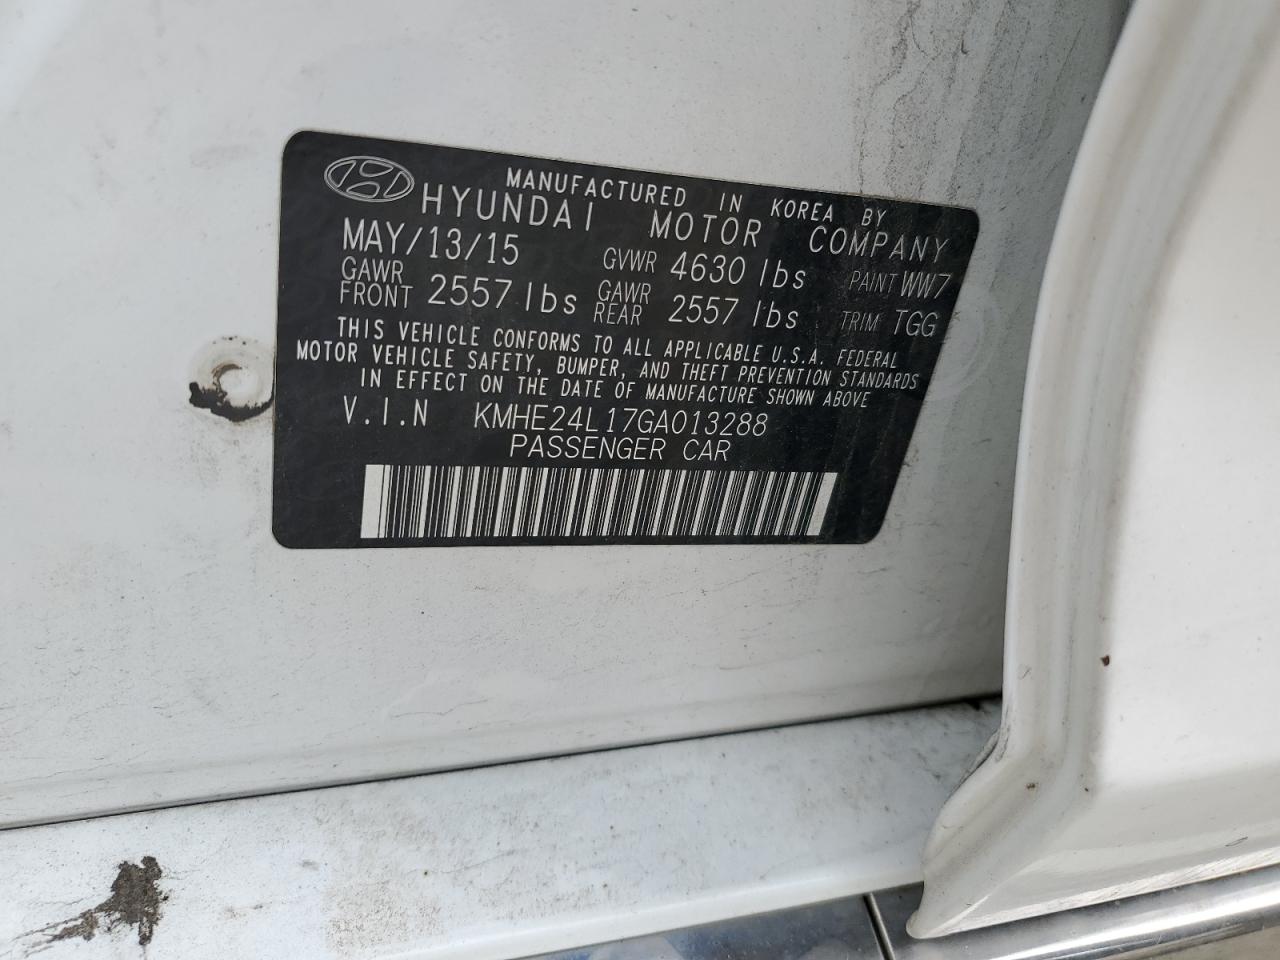 MANUFACTURED IN KOREA BY
HYUNDAI MOTOR COMPANY
MAY/13/15 GVWR 4630 lbs PAINT WW7
GAWR FRONT 2557 lbs GAWR REAR 2557 lbs TRIM TGG
THIS VEHICLE CONFORMS TO ALL APPLICABLE U.S.A. FEDERAL
MOTOR VEHICLE SAFETY, BUMPER, AND THEFT PREVENTION STANDARDS
IN EFFECT ON THE DATE OF MANUFACTURE SHOWN ABOVE
V.I.N KMHE24L17GA013288
PASSENGER CAR